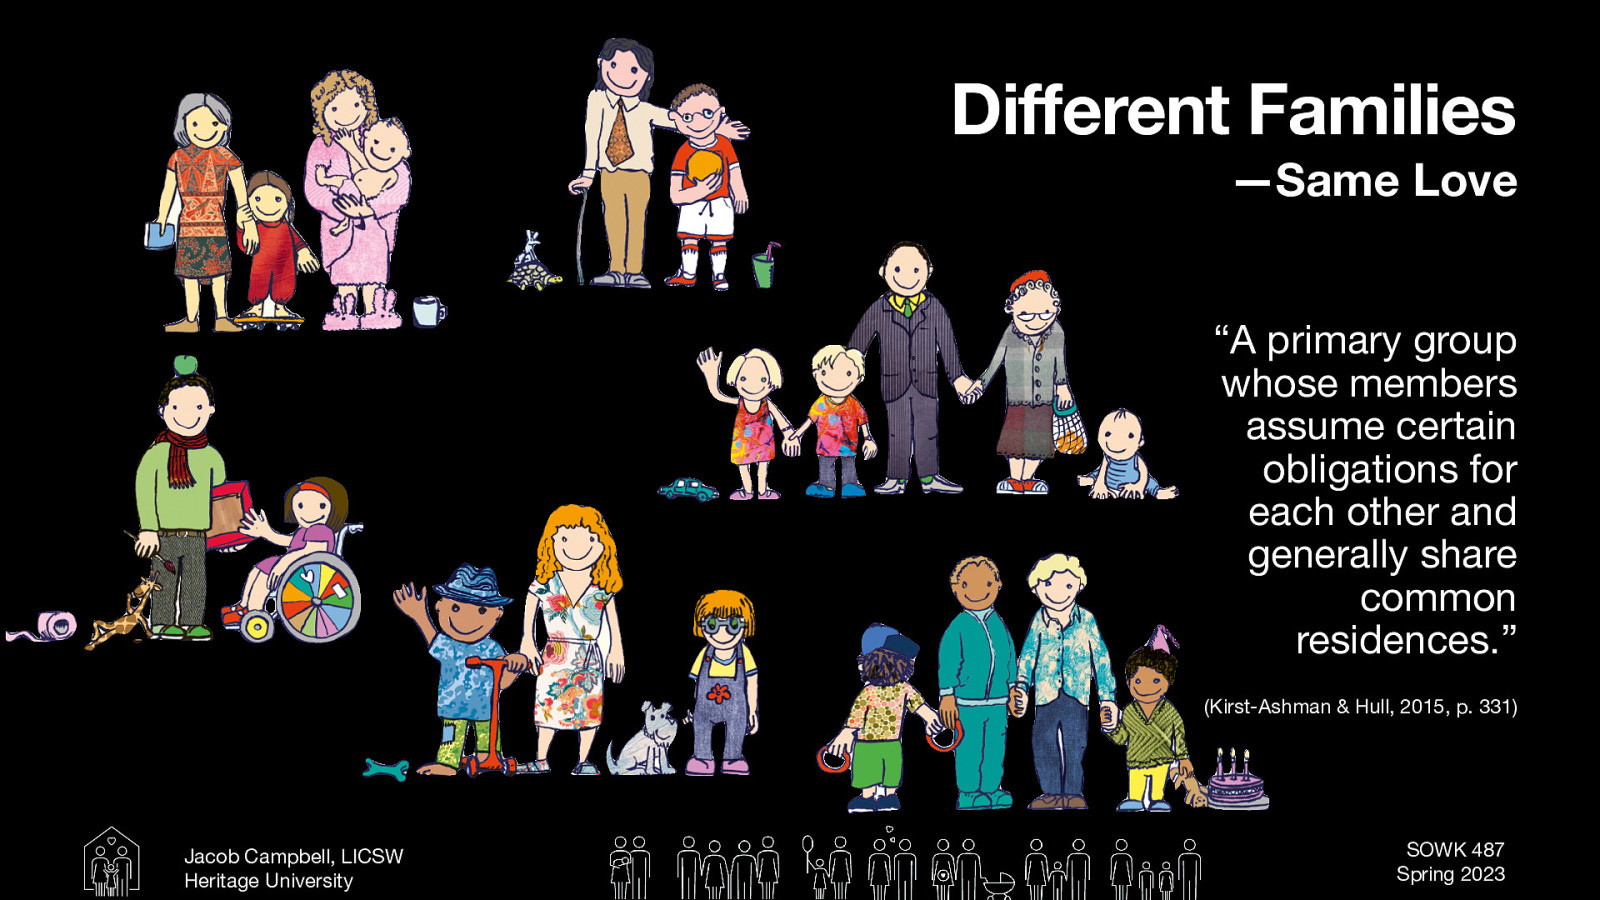 Different Families
—Same Love
“A primary group
whose members
assume certain
obligations for
each other and
generally share
common
residences.”
(Kirst-Ashman & Hull, 2015, p. 331)
Jacob Campbell, LICSW
Heritage University
SOWK 487
Spring 2023